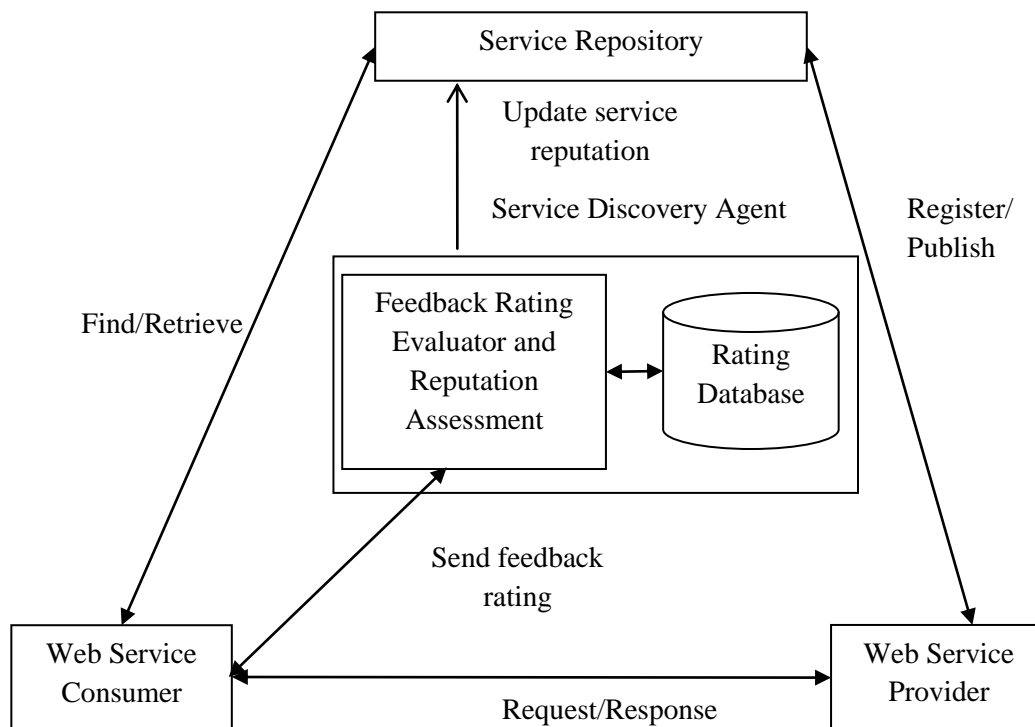 Service Repository
Update service
reputation
Service Discovery Agent
Register/
Publish
Find/Retrieve
Feedback Rating
Evaluator and
Reputation
Assessment
Rating
Database
Send feedback
rating
Web Service
Consumer
Web Service
Provider
Request/Response